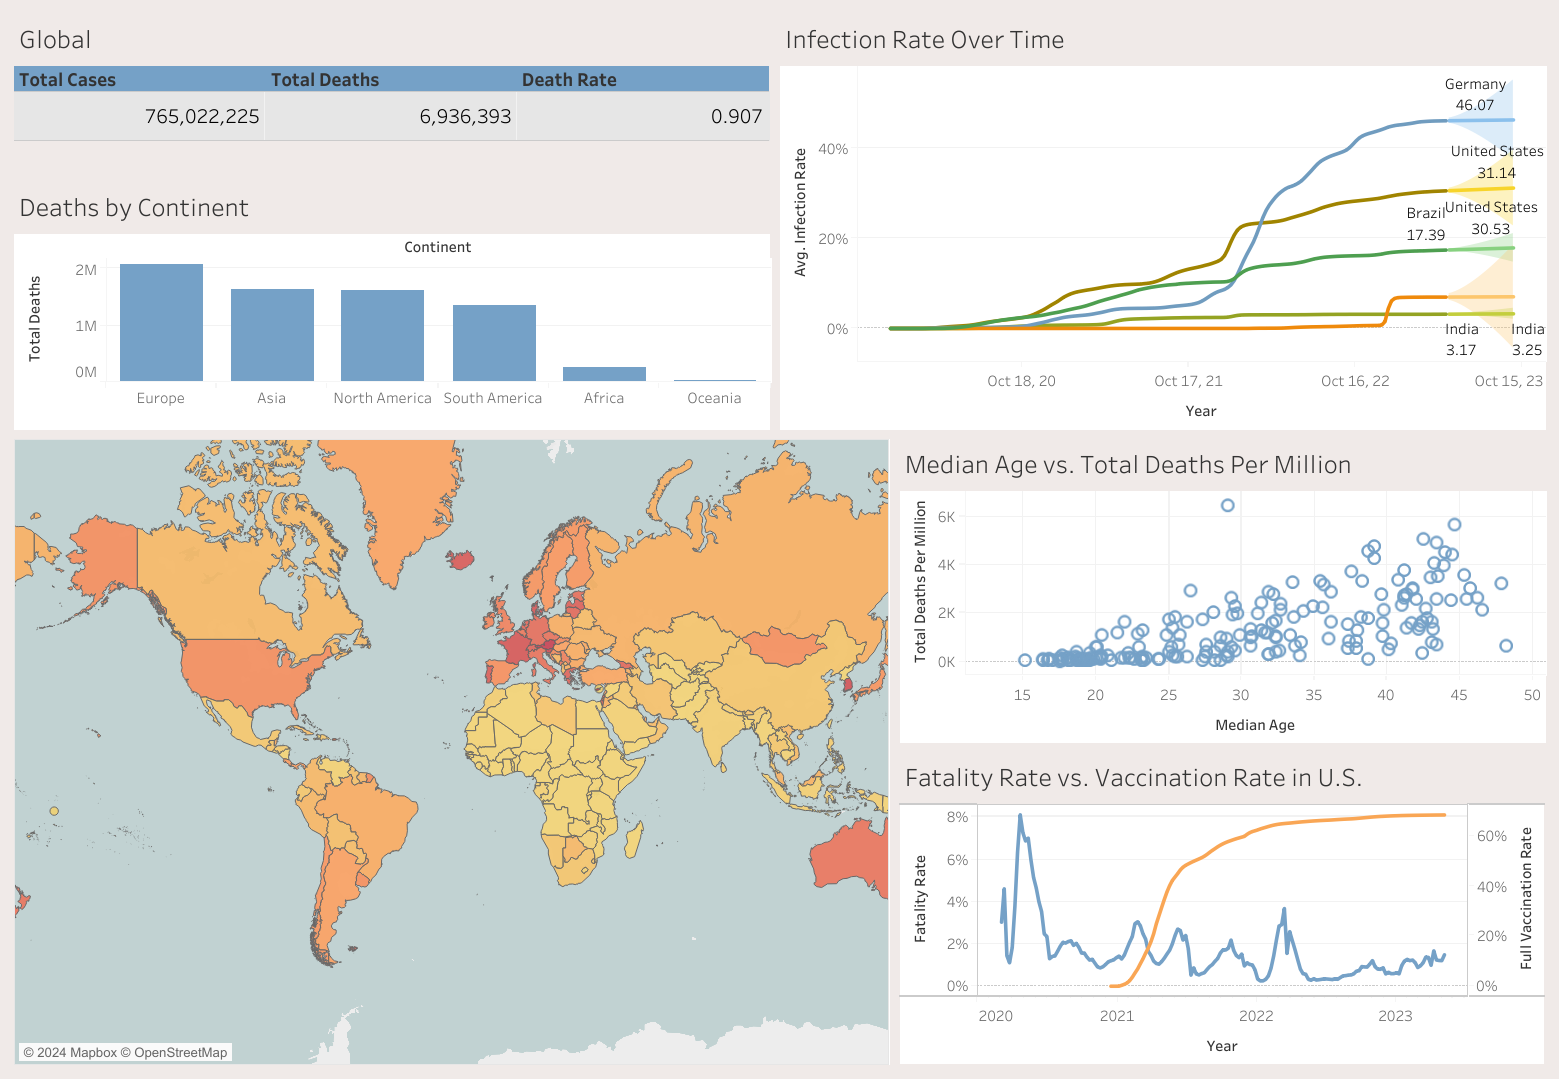 Global
Total Cases Total Deaths Death Rate
765,022,225 6,936,393 0.907
Deaths by Continent
Continent
Total Deaths
2M
1M
0M
Europe Asia North America South America Africa Oceania
Infection Rate Over Time
Avg. Infection Rate
40%
20%
0%
Germany
46.07
United States
31.14
Brazil
17.39
United States
30.53
India
3.17
India
3.25
Oct 18, 20 Oct 17, 21 Oct 16, 22 Oct 15, 23
Year
© 2024 Mapbox © OpenStreetMap
Median Age vs. Total Deaths Per Million
Total Deaths Per Million
6K
4K
2K
0K
15 20 25 30 35 40 45 50
Median Age
Fatality Rate vs. Vaccination Rate in U.S.
Fatality Rate
8%
6%
4%
2%
0%
60%
40%
20%
0%
Full Vaccination Rate
2020 2021 2022 2023
Year